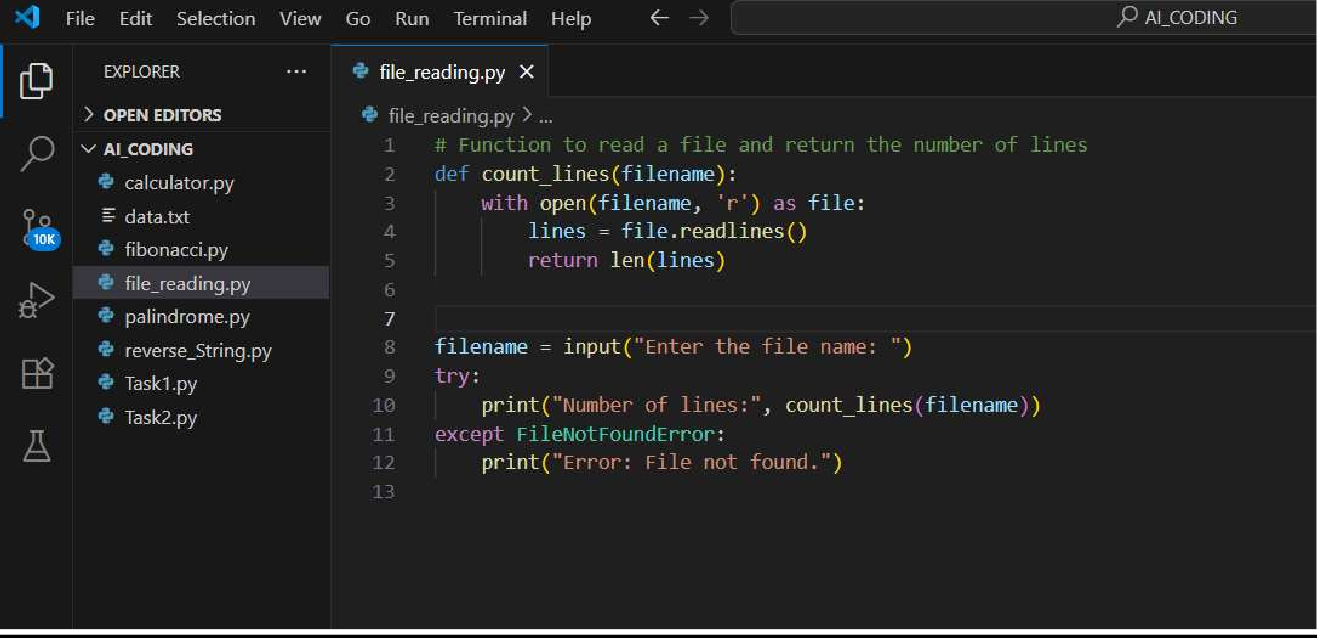 File Edit Selection View Go Run Terminal Help AI_CODING
EXPLORER ...
OPEN EDITORS
AI_CODING
calculator.py
data.txt
fibonacci.py
file_reading.py
palindrome.py
reverse_String.py
Task1.py
Task2.py
10K
file_reading.py
file_reading.py > ...
1 # Function to read a file and return the number of lines
2 def count_lines(filename):
3     with open(filename, 'r') as file:
4         lines = file.readlines()
5         return len(lines)
6
7
8 filename = input("Enter the file name: ")
9 try:
10     print("Number of lines:", count_lines(filename))
11 except FileNotFoundError:
12     print("Error: File not found.")
13